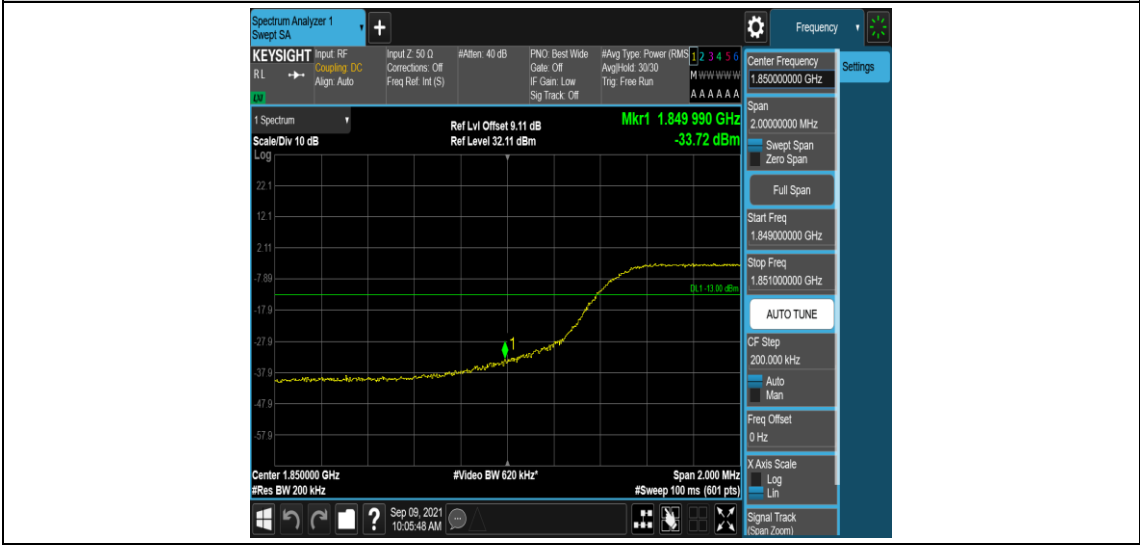 Spectrum Analyzer 1
Swept SA
+
Frequency
KEYSIGHT
RL
LXI
Input: RF
Coupling: DC
Align: Auto
Input Z: 50 Ω
Corrections: Off
Freq Ref: Int (S)
#Atten: 40 dB
PNO: Best Wide
Gate: Off
IF Gain: Low
Sig Track: Off
#Avg Type: Power (RMS
Avg|Hold: 30/30
Trig: Free Run
1 2 3 4 5 6
M W W W W W
A A A A A A
1 Spectrum
Scale/Div 10 dB
Log
Ref Lvl Offset 9.11 dB
Ref Level 32.11 dBm
Mkr1 1.849 990 GHz
-33.72 dBm
22.1
12.1
2.11
-7.89
-17.9
-27.9
-37.9
-47.9
-57.9
DL1 -13.00 dBm
1
Center 1.850000 GHz
#Res BW 200 kHz
#Video BW 620 kHz*
Span 2.000 MHz
#Sweep 100 ms (601 pts)
Center Frequency
1.850000000 GHz
Settings
Span
2.00000000 MHz
Swept Span
Zero Span
Full Span
Start Freq
1.849000000 GHz
Stop Freq
1.851000000 GHz
AUTO TUNE
CF Step
200.000 kHz
Auto
Man
Freq Offset
0 Hz
X Axis Scale
Log
Lin
Signal Track
(Span Zoom)
?
Sep 09, 2021
10:05:48 AM